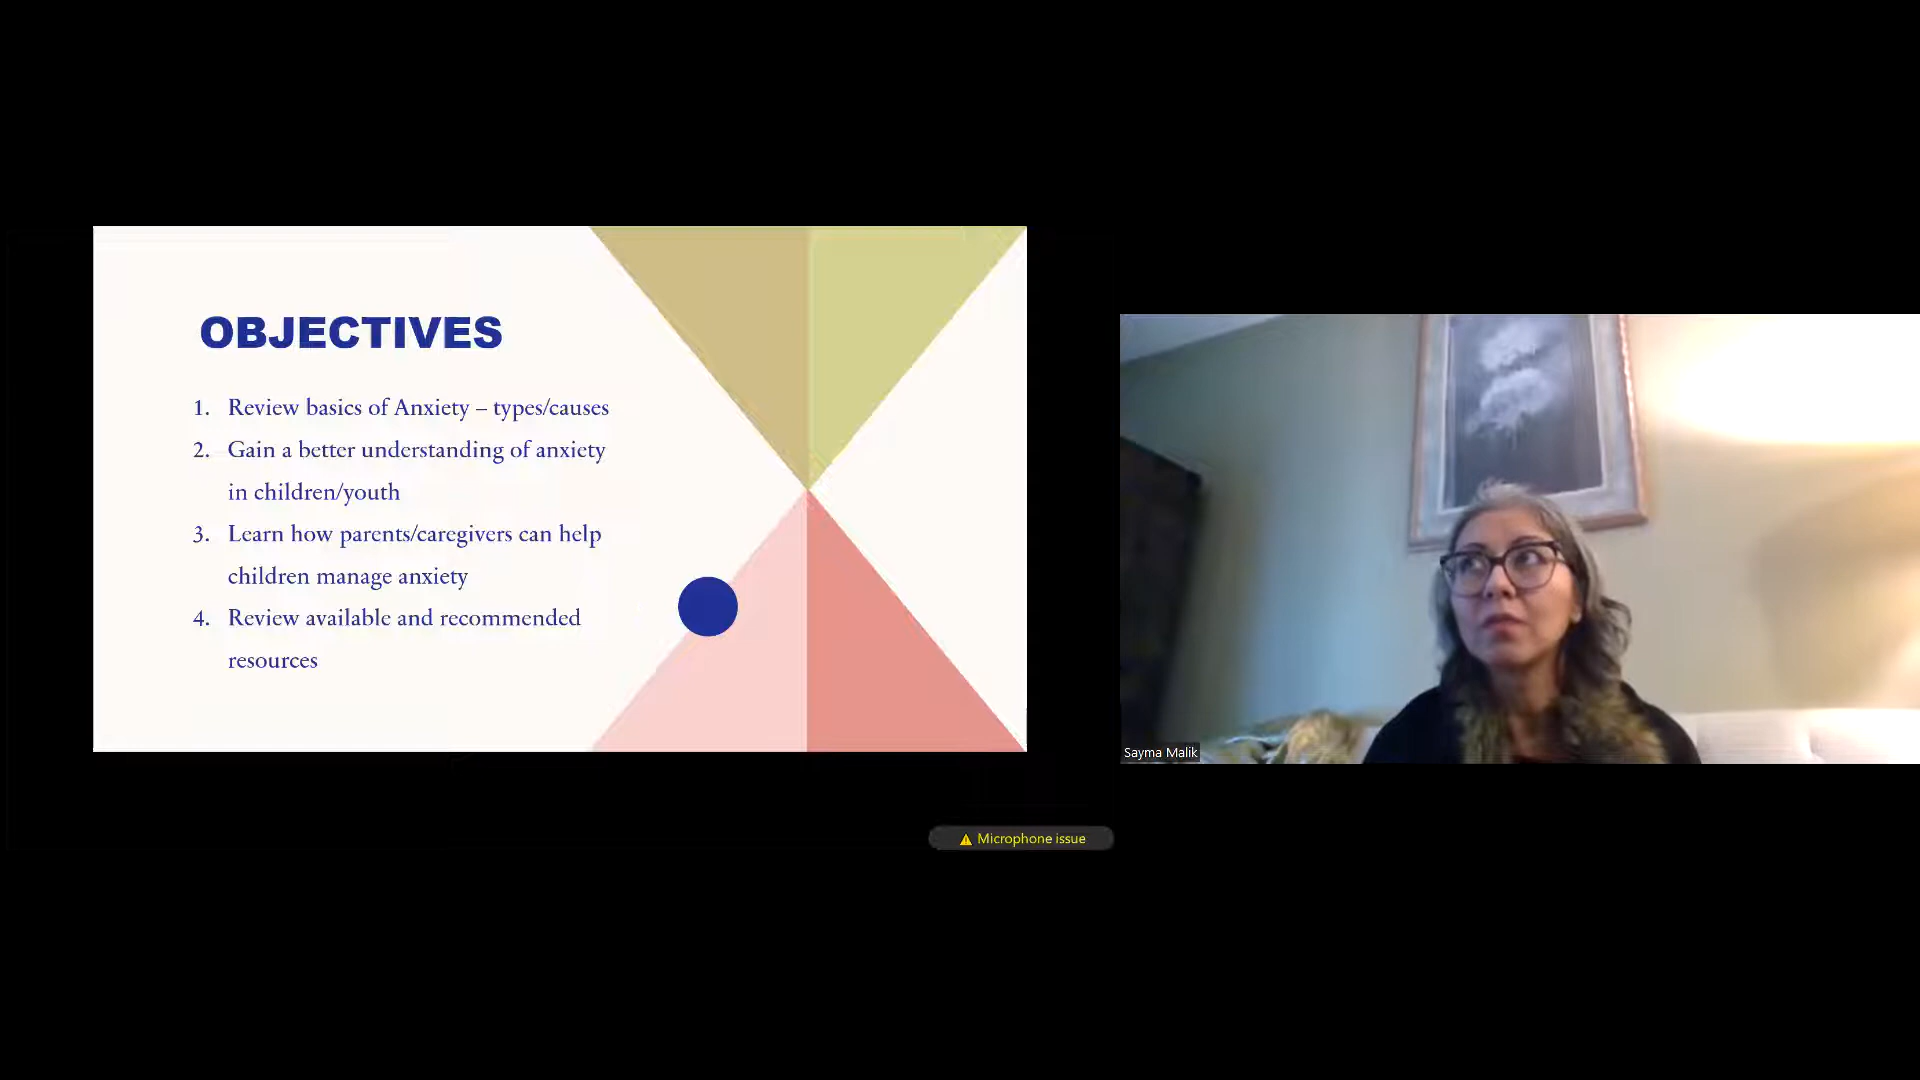 OBJECTIVES
1. Review basics of Anxiety – types/causes
2. Gain a better understanding of anxiety
in children/youth
3. Learn how parents/caregivers can help
children manage anxiety
4. Review available and recommended
resources
Sayma Malik
Microphone issue